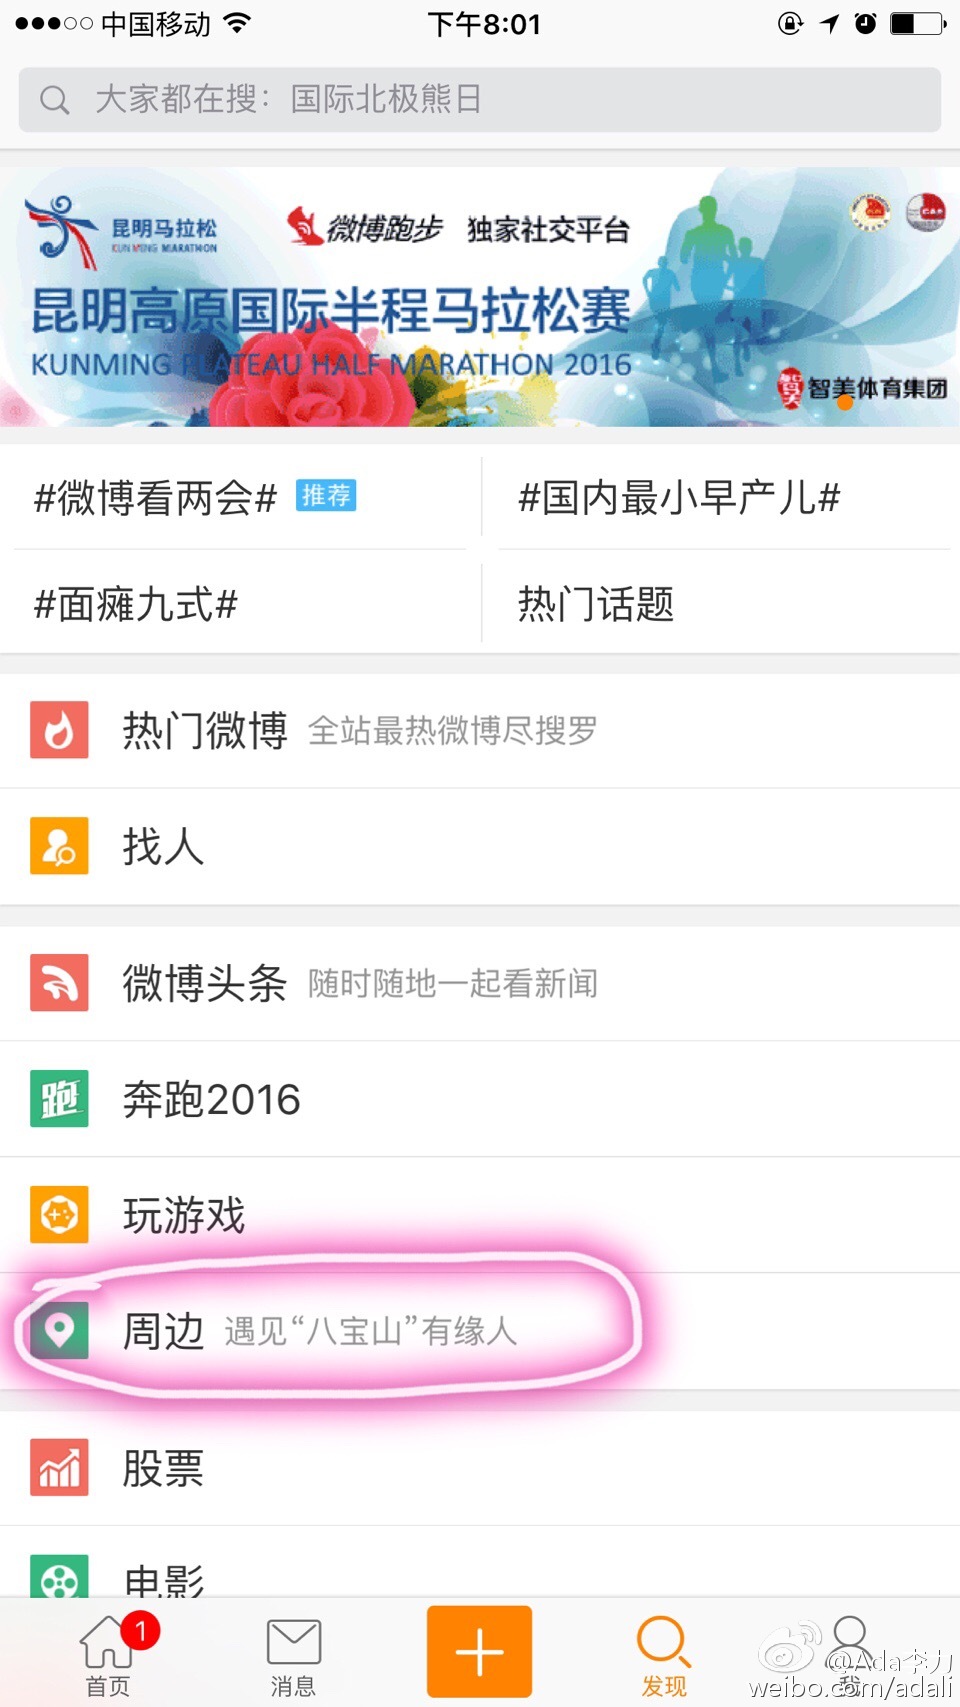 中国移动 下午8:01
大家都在搜：国际北极熊日
昆明马拉松 微博跑步 独家社交平台
KUNMING MARATHON
昆明高原国际半程马拉松赛
KUNMING PLATEAU HALF MARATHON 2016
智美体育集团
#微博看两会# 推荐 #国内最小早产儿#
#面瘫九式# 热门话题
热门微博 全站最热微博尽搜罗
找人
微博头条 随时随地一起看新闻
跑 奔跑2016
玩游戏
周边 遇见“八宝山”有缘人
股票
电影
1
首页 消息 发现 我
@Ada李力
weibo.com/adali